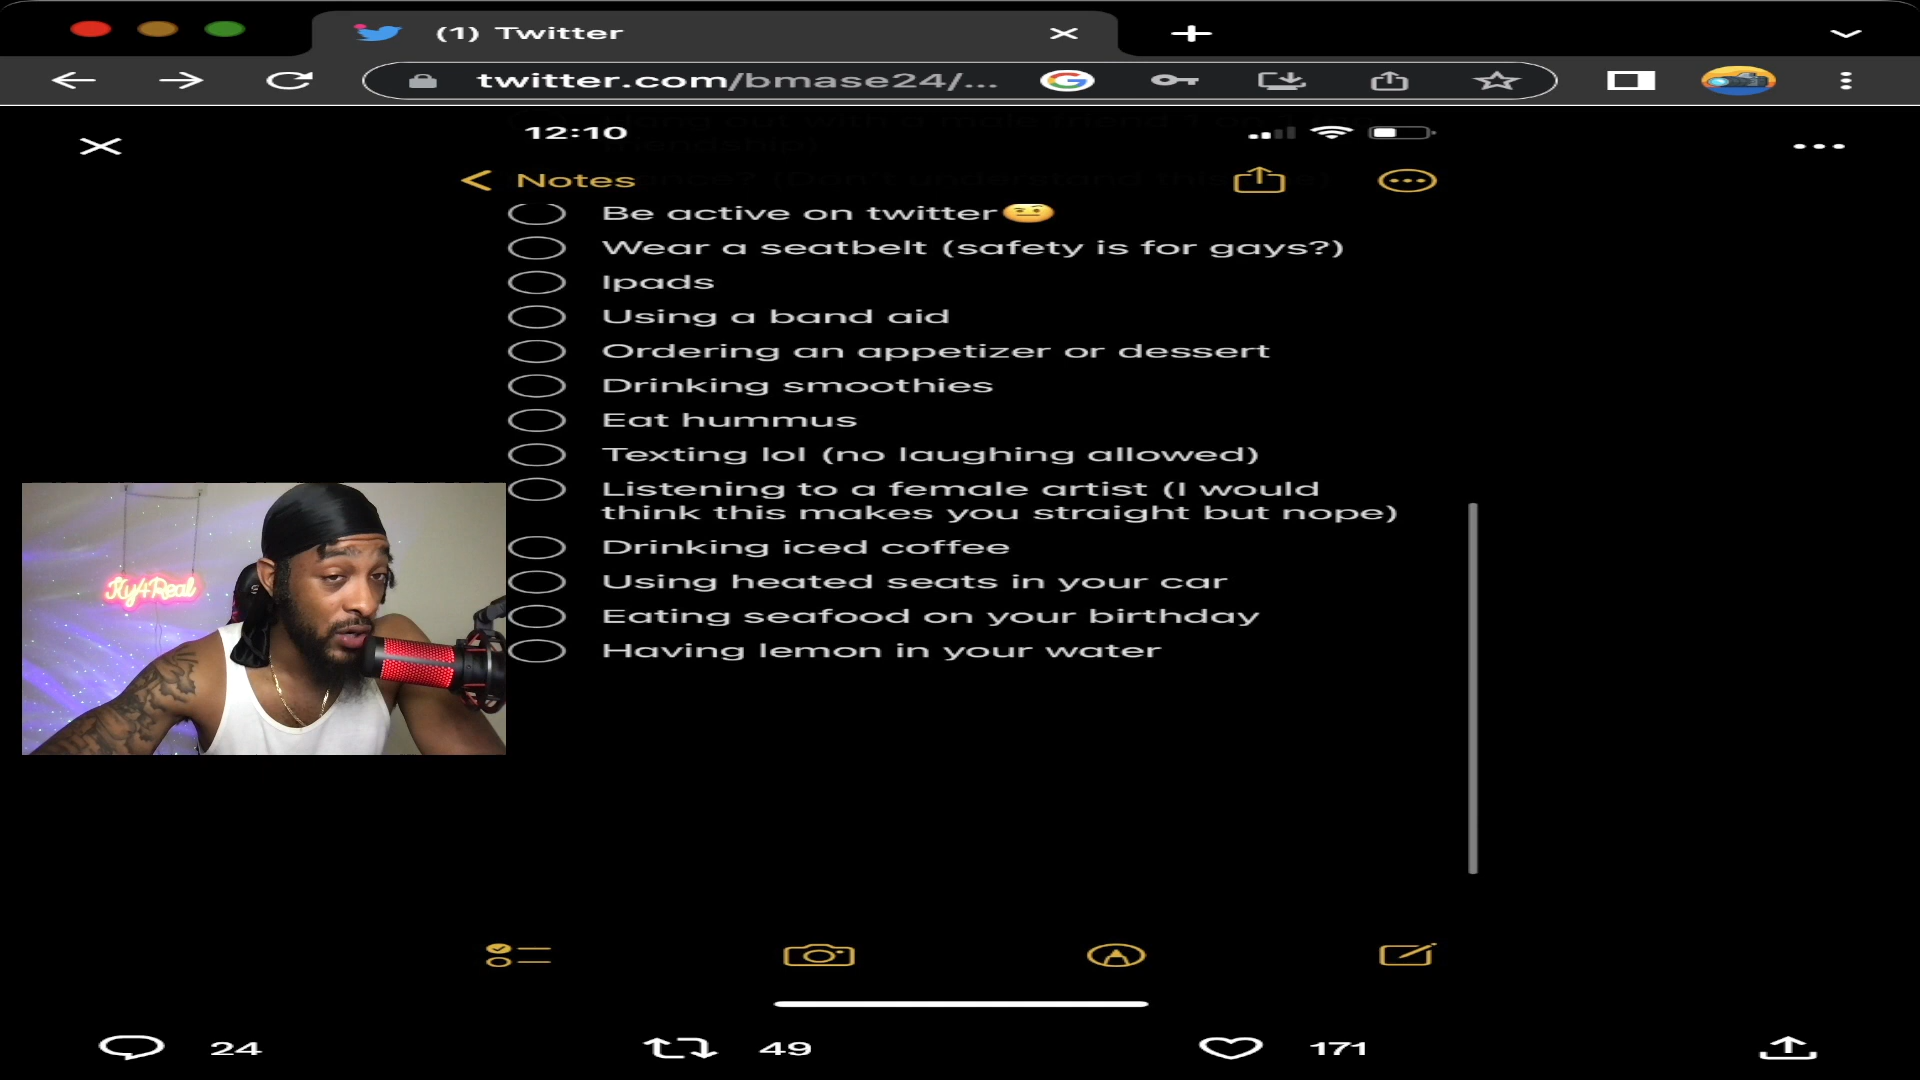 (1) Twitter
twitter.com/bmase24/...
12:10
Notes
Be active on twitter🤨
Wear a seatbelt (safety is for gays?)
Ipads
Using a band aid
Ordering an appetizer or dessert
Drinking smoothies
Eat hummus
Texting lol (no laughing allowed)
Listening to a female artist (I would
think this makes you straight but nope)
Drinking iced coffee
Using heated seats in your car
Eating seafood on your birthday
Having lemon in your water
Ky4Real
24
49
171